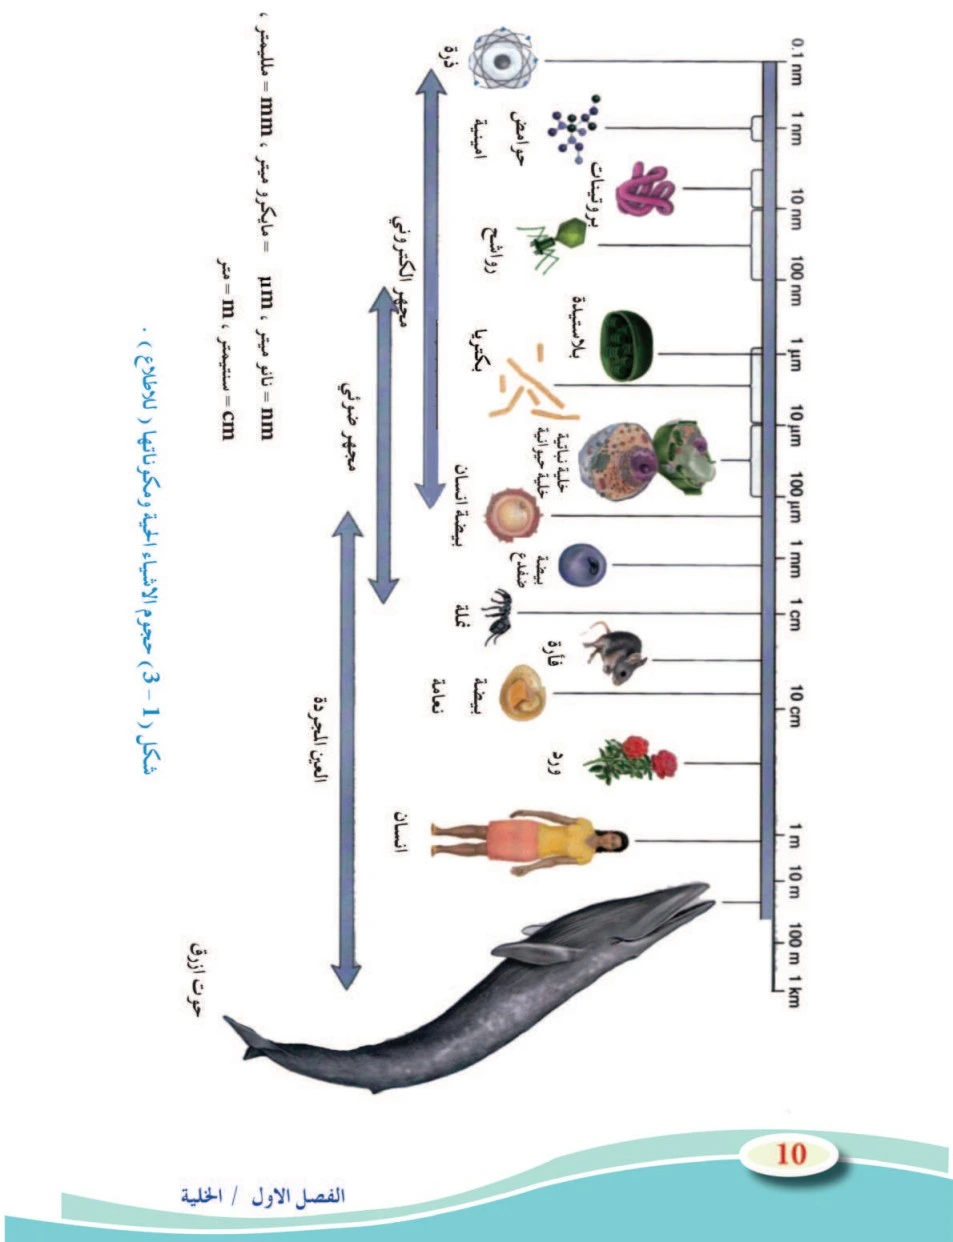 0.1 nm
1 nm
10 nm
100 nm
1 µm
10 µm
100 µm
1 mm
1 cm
10 cm
1 m
10 m
100 m
1 km
ذرة
حوامض
امينية
بروتينات
رواشح
بلاستيدة
بكتريا
خلية نباتية
خلية حيوانية
بيضة انسان
بيضة
ضفدع
نملة
فأرة
بيضة
نعامة
ورد
انسان
حوت ازرق
مجهر الكتروني
مجهر ضوئي
العين المجردة
nm = نانو ميتر ، µm = مايكرو ميتر ، mm = ملليمتر ،
cm = سنتيمتر ، m = متر
شكل ( 1 – 3 ) حجوم الاشياء الحية ومكوناتها ( للاطلاع ) .
10
الفصل الاول / الخلية